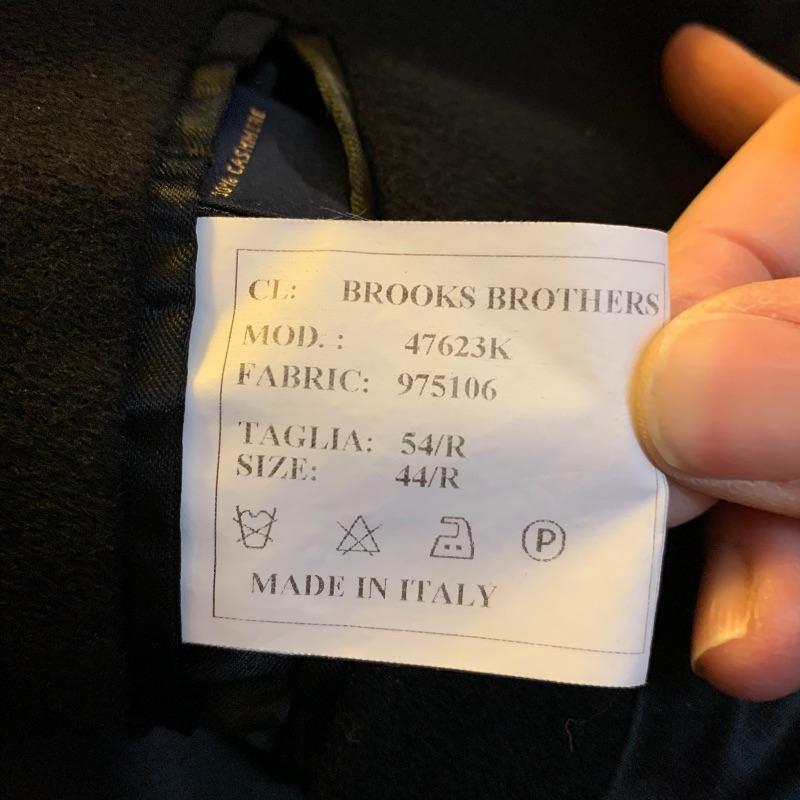 % CASHMERE
CL: BROOKS BROTHERS
MOD. : 47623K
FABRIC: 975106
TAGLIA: 54/R
SIZE: 44/R
P
MADE IN ITALY